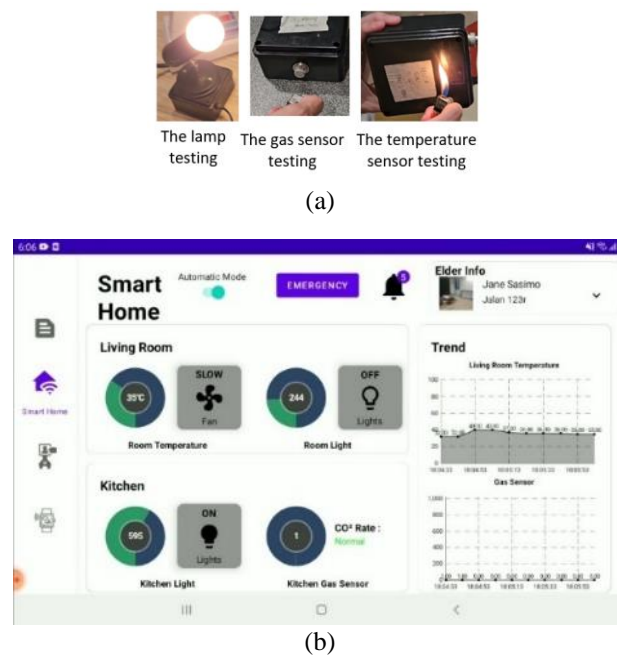 The lamp testing
The gas sensor testing
The temperature sensor testing
(a)
6:06
Smart Home
Automatic Mode
EMERGENCY
5
Elder Info
Jane Sasimo
Jalan 123r
Smart Home
Living Room
35°C
Room Temperature
SLOW
Fan
244
Room Light
OFF
Lights
Kitchen
595
Kitchen Light
ON
Lights
1
Kitchen Gas Sensor
CO² Rate :
Normal
Trend
Living Room Temperature
100
80
60
40
20
0
Gas Sensor
1,000
800
600
400
200
0
(b)